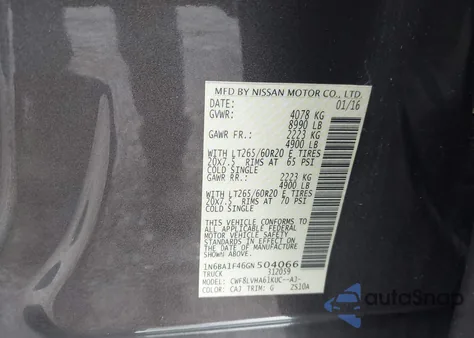 MFD BY NISSAN MOTOR CO., LTD.
DATE: 01/16
GVWR: 4078 KG
8990 LB
GAWR FR.: 2223 KG
4900 LB
WITH LT265/60R20 E TIRES
20X7.5 RIMS AT 65 PSI
COLD SINGLE
GAWR RR.: 2223 KG
4900 LB
WITH LT265/60R20 E TIRES
20X7.5 RIMS AT 70 PSI
COLD SINGLE
THIS VEHICLE CONFORMS TO
ALL APPLICABLE FEDERAL
MOTOR VEHICLE SAFETY
STANDARDS IN EFFECT ON
THE DATE OF MANUFACTURE
SHOWN ABOVE.
1N6BA1F46GN504066
TRUCK 312059
MODEL: CWFBLVHA61KUC--AJ-
COLOR: CAJ TRIM: G 2S10A
autoSnap